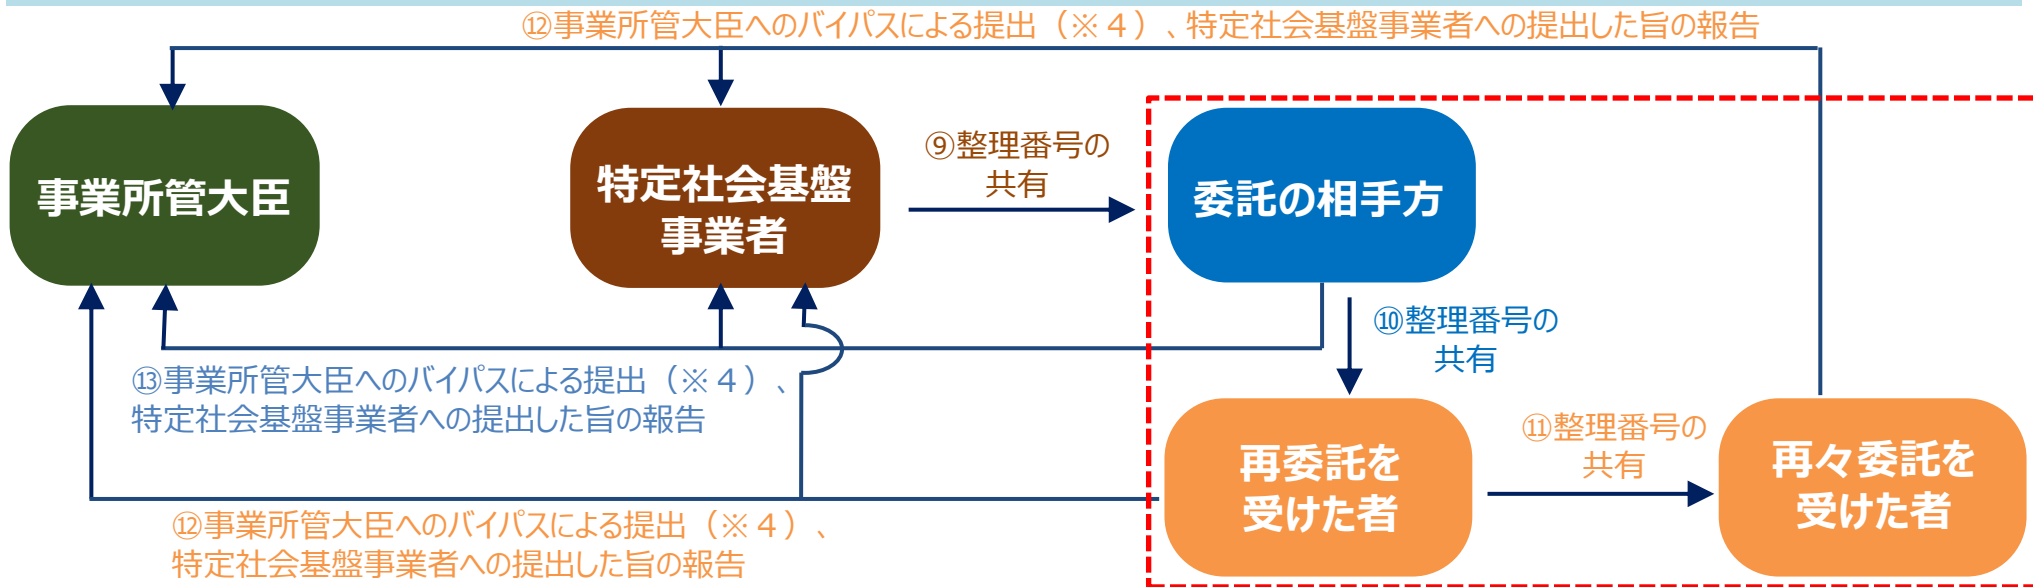 ⑫事業所管大臣へのバイパスによる提出（※４）、特定社会基盤事業者への提出した旨の報告
事業所管大臣
特定社会基盤
事業者
⑨整理番号の
共有
委託の相手方
⑩整理番号の
共有
⑬事業所管大臣へのバイパスによる提出（※４）、
特定社会基盤事業者への提出した旨の報告
再委託を
受けた者
⑪整理番号の
共有
再々委託を
受けた者
⑫事業所管大臣へのバイパスによる提出（※４）、
特定社会基盤事業者への提出した旨の報告